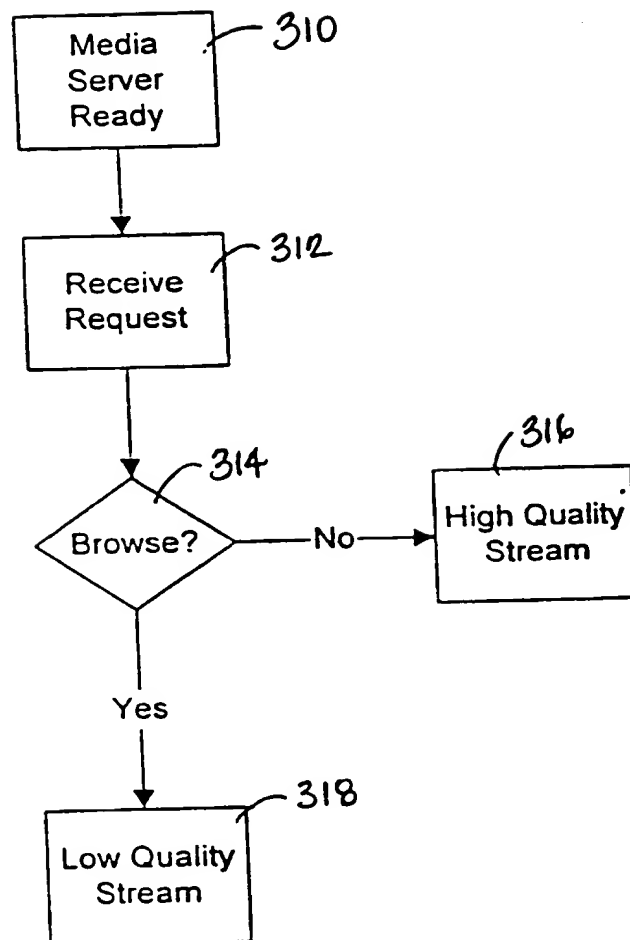 Media
Server
Ready
310
Receive
Request
312
Browse?
314
No
High Quality
Stream
316
Yes
Low Quality
Stream
318